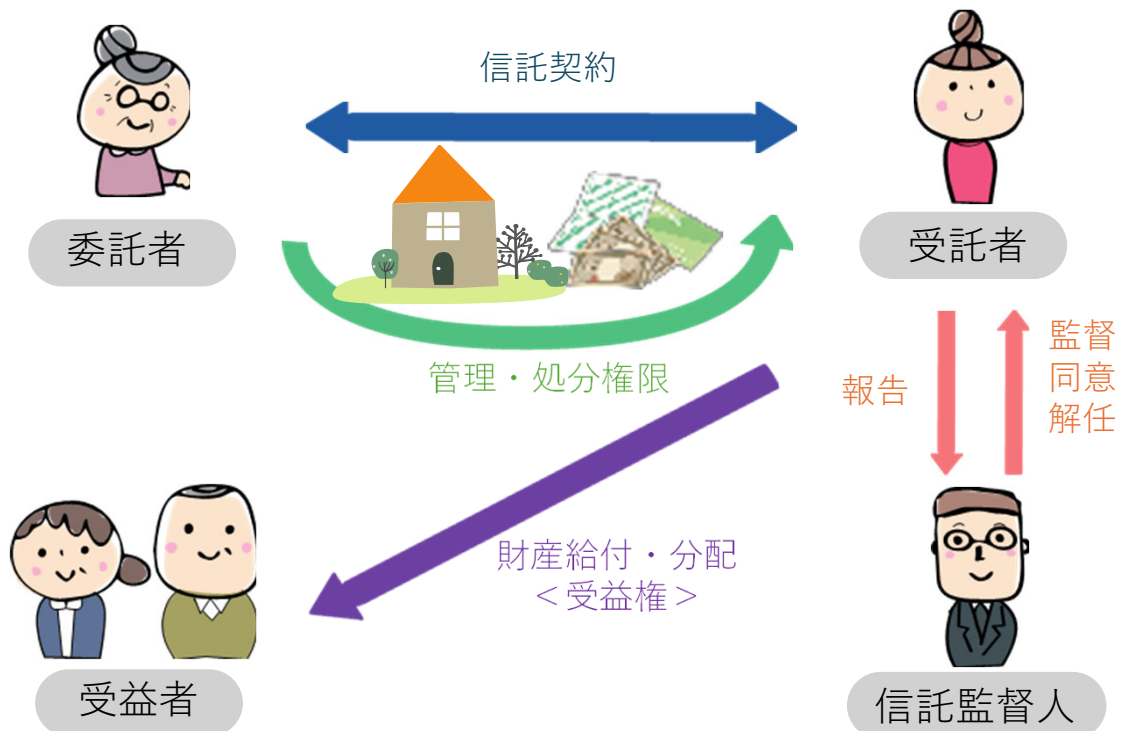 信託契約
委託者
受託者
管理・処分権限
報告
監督
同意
解任
財産給付・分配
＜受益権＞
受益者
信託監督人